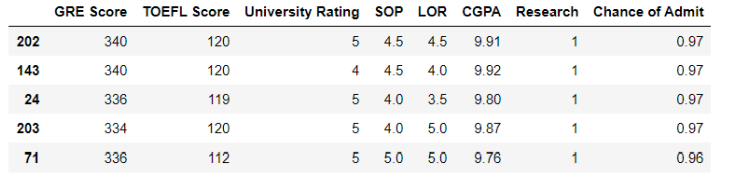 GRE Score TOEFL Score University Rating SOP LOR CGPA Research Chance of Admit
202 340 120 5 4.5 4.5 9.91 1 0.97
143 340 120 4 4.5 4.0 9.92 1 0.97
24 336 119 5 4.0 3.5 9.80 1 0.97
203 334 120 5 4.0 5.0 9.87 1 0.97
71 336 112 5 5.0 5.0 9.76 1 0.96